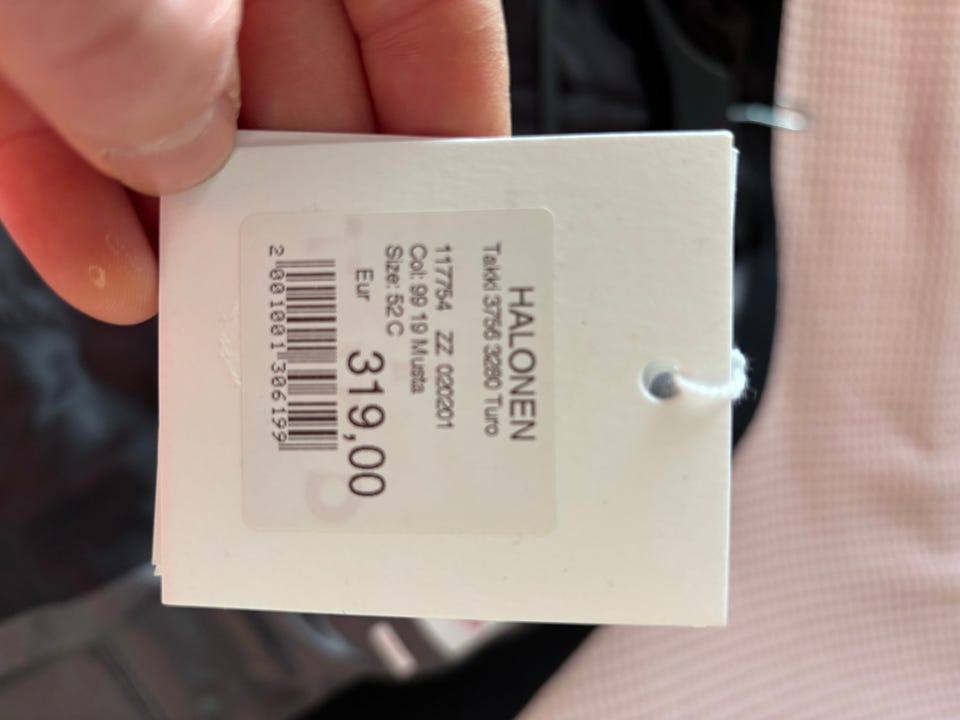 HALONEN
Takki 3756 3280 Turo
117754 ZZ 020201
Col: 99 19 Musta
Size: 52 C
Eur 319,00
2 001001 306199